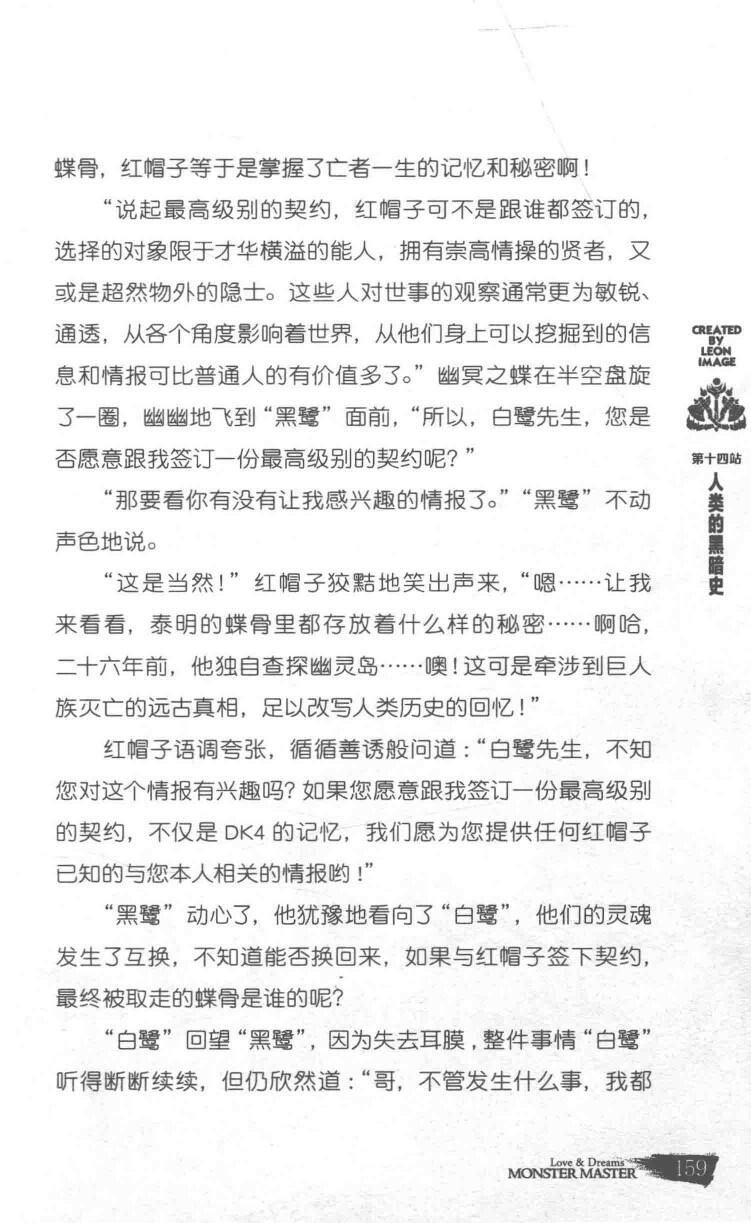 蝶骨，红帽子等于是掌握了亡者一生的记忆和秘密啊！
“说起最高级别的契约，红帽子可不是跟谁都签订的，
选择的对象限于才华横溢的能人，拥有崇高情操的贤者，又
或是超然物外的隐士。这些人对世事的观察通常更为敏锐、
通透，从各个角度影响着世界，从他们身上可以挖掘到的信
息和情报可比普通人的有价值多了。”幽冥之蝶在半空盘旋
了一圈，幽幽地飞到“黑鹭”面前，“所以，白鹭先生，您是
否愿意跟我签订一份最高级别的契约呢？”
“那要看你有没有让我感兴趣的情报了。”“黑鹭”不动
声色地说。
“这是当然！”红帽子狡黠地笑出声来，“嗯……让我
来看看，泰明的蝶骨里都存放着什么样的秘密……啊哈，
二十六年前，他独自查探幽灵岛……噢！这可是牵涉到巨人
族灭亡的远古真相，足以改写人类历史的回忆！”
红帽子语调夸张，循循善诱般问道：“白鹭先生，不知
您对这个情报有兴趣吗？如果您愿意跟我签订一份最高级别
的契约，不仅是 DK4 的记忆，我们愿为您提供任何红帽子
已知的与您本人相关的情报哟！”
“黑鹭”动心了，他犹豫地看向了“白鹭”，他们的灵魂
发生了互换，不知道能否换回来，如果与红帽子签下契约，
最终被取走的蝶骨是谁的呢？
“白鹭”回望“黑鹭”，因为失去耳膜，整件事情“白鹭”
听得断断续续，但仍欣然道：“哥，不管发生什么事，我都
CREATED
BY
LEON
IMAGE
第十四站
人类的黑暗史
Love & Dreams
MONSTER MASTER
159